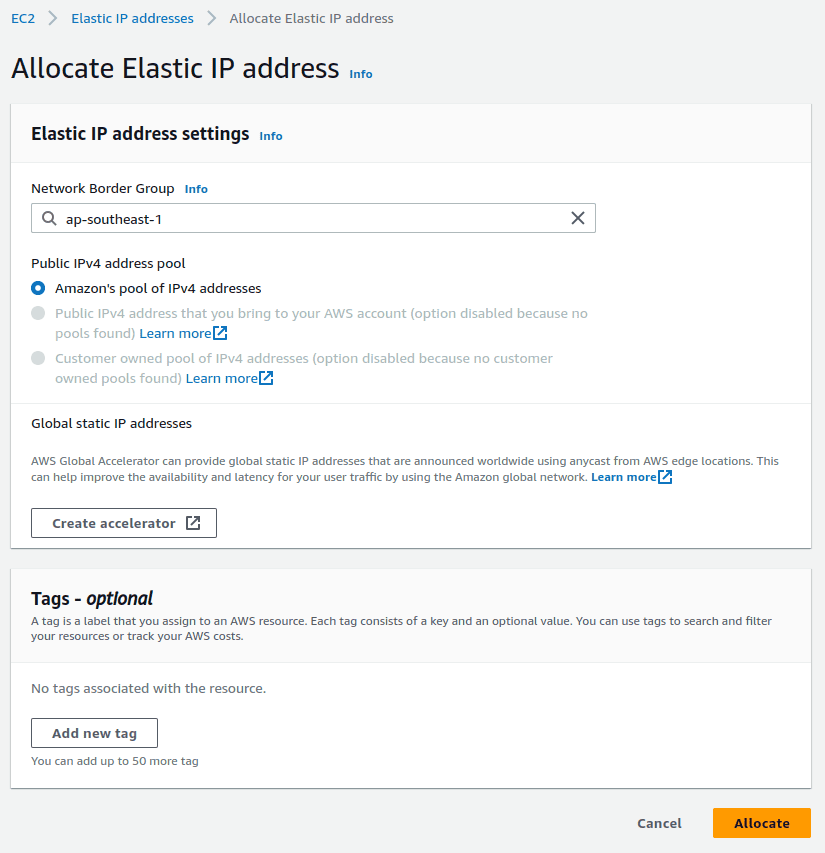 EC2 > Elastic IP addresses > Allocate Elastic IP address
Allocate Elastic IP address Info
Elastic IP address settings Info
Network Border Group Info
ap-southeast-1
Public IPv4 address pool
Amazon's pool of IPv4 addresses
Public IPv4 address that you bring to your AWS account (option disabled because no
pools found) Learn more
Customer owned pool of IPv4 addresses (option disabled because no customer
owned pools found) Learn more
Global static IP addresses
AWS Global Accelerator can provide global static IP addresses that are announced worldwide using anycast from AWS edge locations. This
can help improve the availability and latency for your user traffic by using the Amazon global network. Learn more
Create accelerator
Tags - optional
A tag is a label that you assign to an AWS resource. Each tag consists of a key and an optional value. You can use tags to search and filter
your resources or track your AWS costs.
No tags associated with the resource.
Add new tag
You can add up to 50 more tag
Cancel Allocate